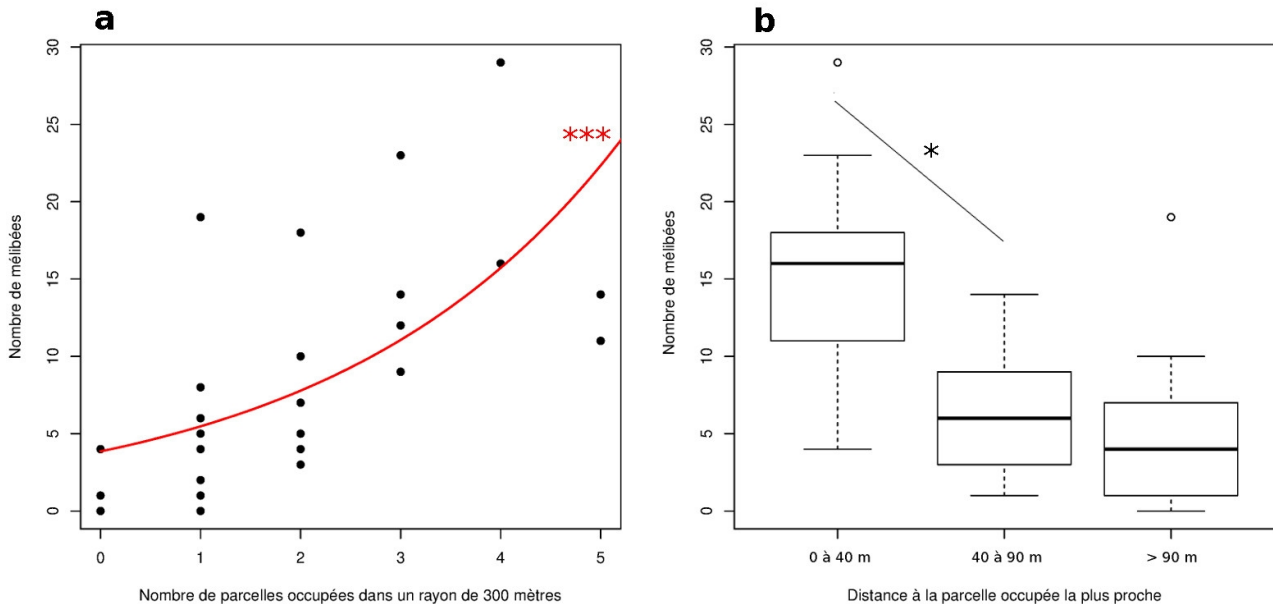 a
30
25
20
15
10
5
0
Nombre de mélibées
***
0 1 2 3 4 5
Nombre de parcelles occupées dans un rayon de 300 mètres
b
30
25
20
15
10
5
0
Nombre de mélibées
*
0 à 40 m 40 à 90 m > 90 m
Distance à la parcelle occupée la plus proche